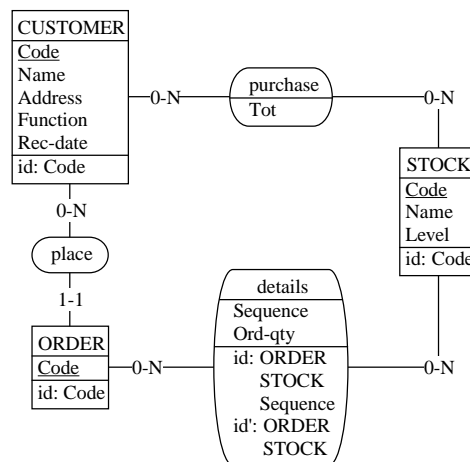 CUSTOMER
Code
Name
Address
Function
Rec-date
id: Code
0-N
purchase
Tot
0-N
STOCK
Code
Name
Level
id: Code
0-N
place
1-1
ORDER
Code
id: Code
0-N
details
Sequence
Ord-qty
id: ORDER
STOCK
Sequence
id': ORDER
STOCK
0-N